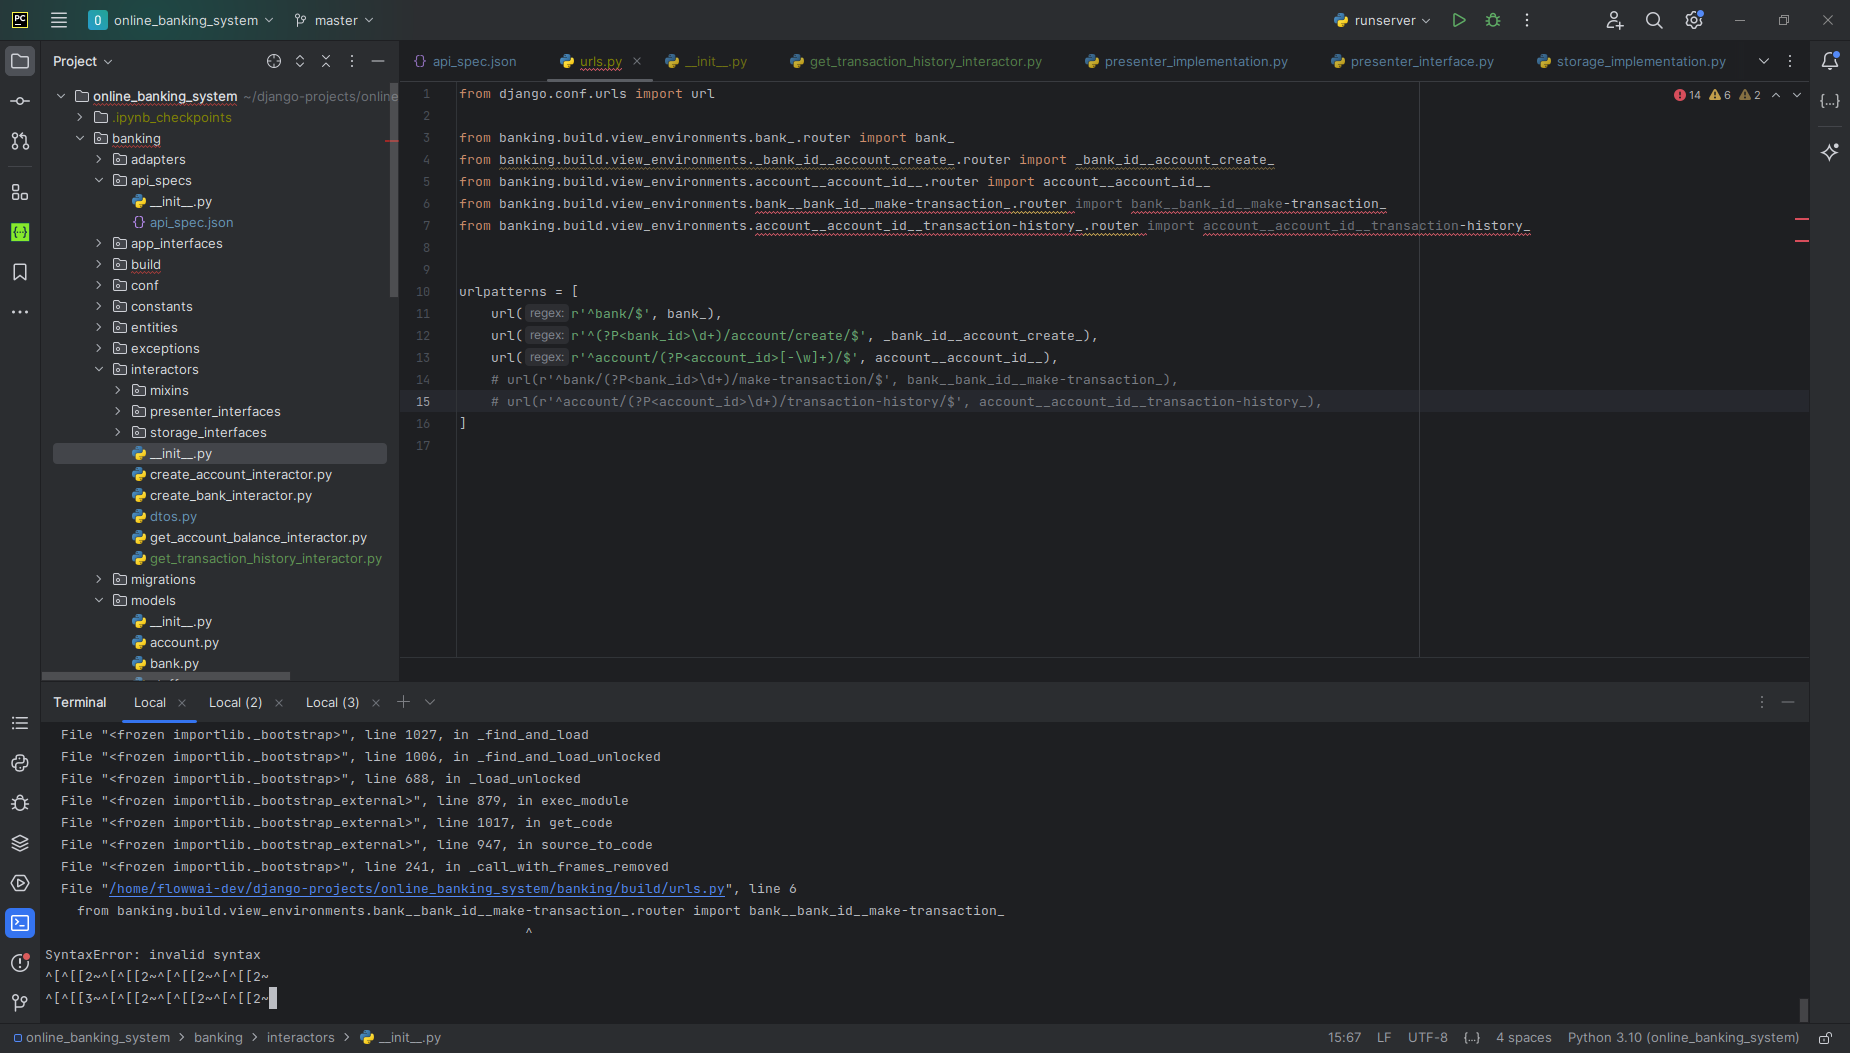 PC
O
online_banking_system
master
runserver
Project
api_spec.json
urls.py
__init__.py
get_transaction_history_interactor.py
presenter_implementation.py
presenter_interface.py
storage_implementation.py
online_banking_system ~/django-projects/online
.ipynb_checkpoints
banking
adapters
api_specs
__init__.py
api_spec.json
app_interfaces
build
conf
constants
entities
exceptions
interactors
mixins
presenter_interfaces
storage_interfaces
__init__.py
create_account_interactor.py
create_bank_interactor.py
dtos.py
get_account_balance_interactor.py
get_transaction_history_interactor.py
migrations
models
__init__.py
account.py
bank.py
14 6 2
1 from django.conf.urls import url
2
3 from banking.build.view_environments.bank_.router import bank_
4 from banking.build.view_environments._bank_id__account_create_.router import _bank_id__account_create_
5 from banking.build.view_environments.account__account_id__.router import account__account_id__
6 from banking.build.view_environments.bank__bank_id__make-transaction_.router import bank__bank_id__make-transaction_
7 from banking.build.view_environments.account__account_id__transaction-history_.router import account__account_id__transaction-history_
8
9
10 urlpatterns = [
11 url( regex: r'^bank/$', bank_),
12 url( regex: r'^(?P<bank_id>\d+)/account/create/$', _bank_id__account_create_),
13 url( regex: r'^account/(?P<account_id>[-\w]+)/$', account__account_id__),
14 # url(r'^bank/(?P<bank_id>\d+)/make-transaction/$', bank__bank_id__make-transaction_),
15 # url(r'^account/(?P<account_id>\d+)/transaction-history/$', account__account_id__transaction-history_),
16 ]
17
Terminal
Local
Local (2)
Local (3)
File "<frozen importlib._bootstrap>", line 1027, in _find_and_load
File "<frozen importlib._bootstrap>", line 1006, in _find_and_load_unlocked
File "<frozen importlib._bootstrap>", line 688, in _load_unlocked
File "<frozen importlib._bootstrap_external>", line 879, in exec_module
File "<frozen importlib._bootstrap_external>", line 1017, in get_code
File "<frozen importlib._bootstrap_external>", line 947, in source_to_code
File "<frozen importlib._bootstrap>", line 241, in _call_with_frames_removed
File "/home/flowwai-dev/django-projects/online_banking_system/banking/build/urls.py", line 6
from banking.build.view_environments.bank__bank_id__make-transaction_.router import bank__bank_id__make-transaction_
^
SyntaxError: invalid syntax
^[^[[2~^[^[[2~^[^[[2~^[^[[2~
^[^[[3~^[^[[2~^[^[[2~^[^[[2~
online_banking_system > banking > interactors > __init__.py
15:67 LF UTF-8 {..} 4 spaces Python 3.10 (online_banking_system)